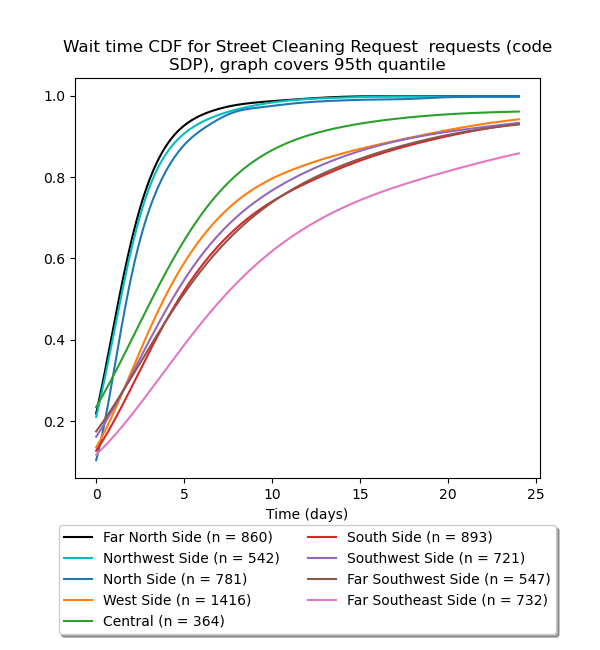 Wait time CDF for Street Cleaning Request  requests (code
SDP), graph covers 95th quantile
1.0
0.8
0.6
0.4
0.2
0
5
10
15
20
25
Time (days)
Far North Side (n = 860)
Northwest Side (n = 542)
North Side (n = 781)
West Side (n = 1416)
Central (n = 364)
South Side (n = 893)
Southwest Side (n = 721)
Far Southwest Side (n = 547)
Far Southeast Side (n = 732)